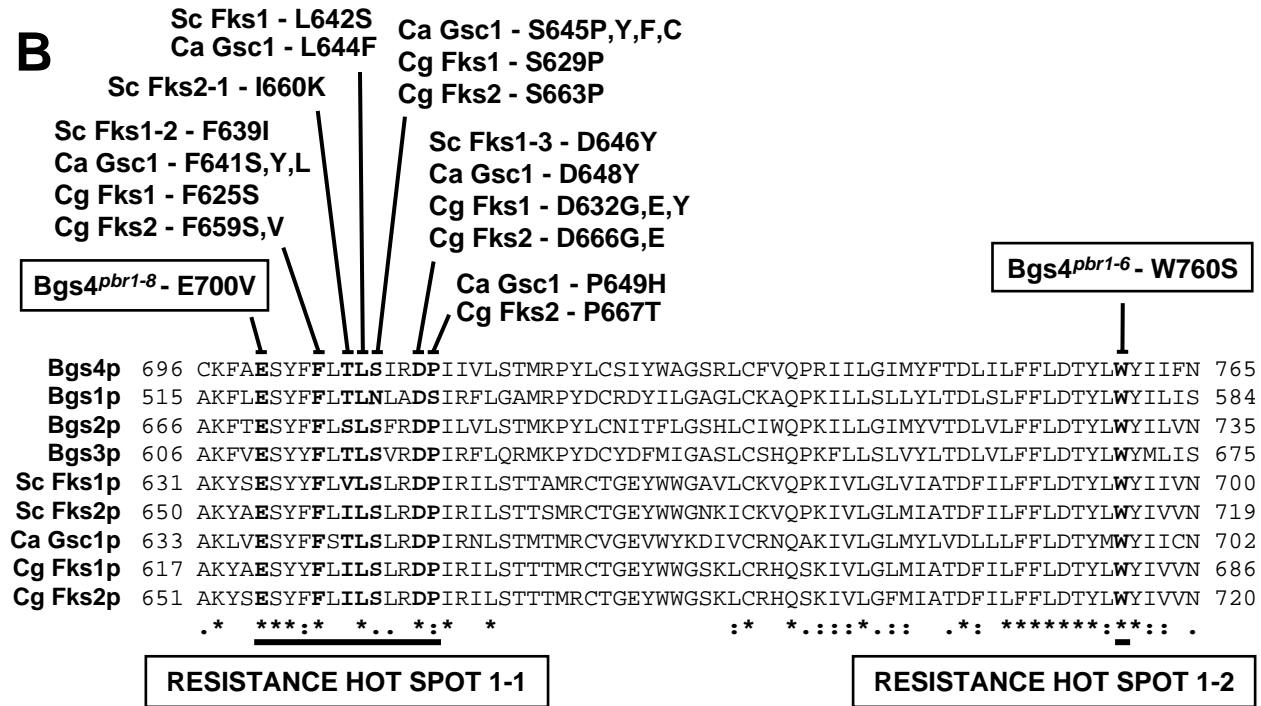 B
Sc Fks1 - L642S
Ca Gsc1 - L644F
Sc Fks2-1 - I660K
Ca Gsc1 - S645P,Y,F,C
Cg Fks1 - S629P
Cg Fks2 - S663P
Sc Fks1-2 - F639I
Ca Gsc1 - F641S,Y,L
Cg Fks1 - F625S
Cg Fks2 - F659S,V
Sc Fks1-3 - D646Y
Ca Gsc1 - D648Y
Cg Fks1 - D632G,E,Y
Cg Fks2 - D666G,E
Ca Gsc1 - P649H
Cg Fks2 - P667T
Bgs4pbr1-8 - E700V
Bgs4pbr1-6 - W760S
Bgs4p 696 CKFAESYFFLTLSIRDPIIVLSTMRPYLCSIYWAGSRLCFVQPRIILGIMYFTDLILFFLDTYLWYIIFN 765
Bgs1p 515 AKFLESYFFLTLNLADSIRFLGAMRPYDCRDYILGAGLCKAQPKILLSLLYLTDLSLFFLDTYLWYILIS 584
Bgs2p 666 AKFTESYFFLSLSFRDPILVLSTMKPYLCNITFLGSHLCIWQPKILLGIMYVTDLVLFFLDTYLWYILVN 735
Bgs3p 606 AKFVESYYFLTLSVRDPIRFLQRMKPYDCYDFMIGASLCSHQPKFLLSLVYLTDLVLFFLDTYLWYMLIS 675
Sc Fks1p 631 AKYSESYYFLVLSLRDPIRILSTTAMRCTGEYWWGAVLCKVQPKIVLGLVIATDFILFFLDTYLWYIIVN 700
Sc Fks2p 650 AKYAESYFFLILSLRDPIRILSTTSMRCTGEYWWGNKICKVQPKIVLGLMIATDFILFFLDTYLWYIVVN 719
Ca Gsc1p 633 AKLVESYFFSTLSLRDPIRNLSTMTMRCVGEVWYKDIVCRNQAKIVLGLMYLVDLLLFFLDTYMWYIICN 702
Cg Fks1p 617 AKYAESYYFLILSLRDPIRILSTTTMRCTGEYWWGSKLCRHQSKIVLGLMIATDFILFFLDTYLWYIVVN 686
Cg Fks2p 651 AKYSESYFFLILSLRDPIRILSTTTMRCTGEYWWGSKLCRHQSKIVLGFMIATDFILFFLDTYLWYIVVN 720
.* ***:* *.. *:* * :* *.:::*.:: .*: *******:**:: .
RESISTANCE HOT SPOT 1-1
RESISTANCE HOT SPOT 1-2